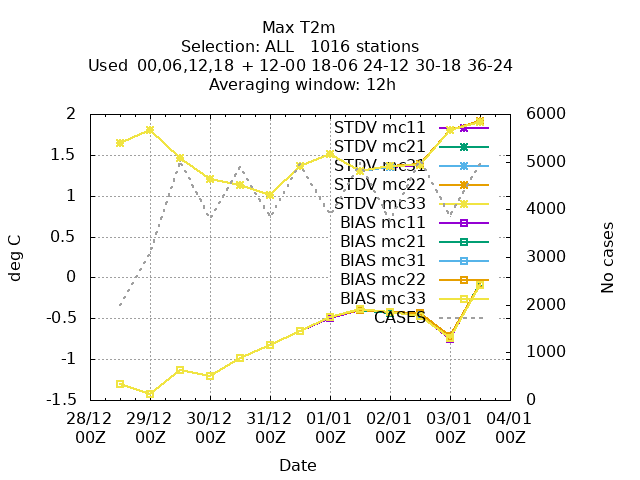 Max T2m
Selection: ALL   1016 stations
Used  00,06,12,18  + 12-00 18-06 24-12 30-18 36-24
Averaging window: 12h
2
1.5
1
0.5
0
-0.5
-1
-1.5
deg C
6000
5000
4000
3000
2000
1000
0
No cases
STDV mc11
STDV mc21
STDV mc31
STDV mc22
STDV mc33
BIAS mc11
BIAS mc21
BIAS mc31
BIAS mc22
BIAS mc33
CASES
28/12 29/12 30/12 31/12 01/01 02/01 03/01 04/01
00Z 00Z 00Z 00Z 00Z 00Z 00Z 00Z
Date